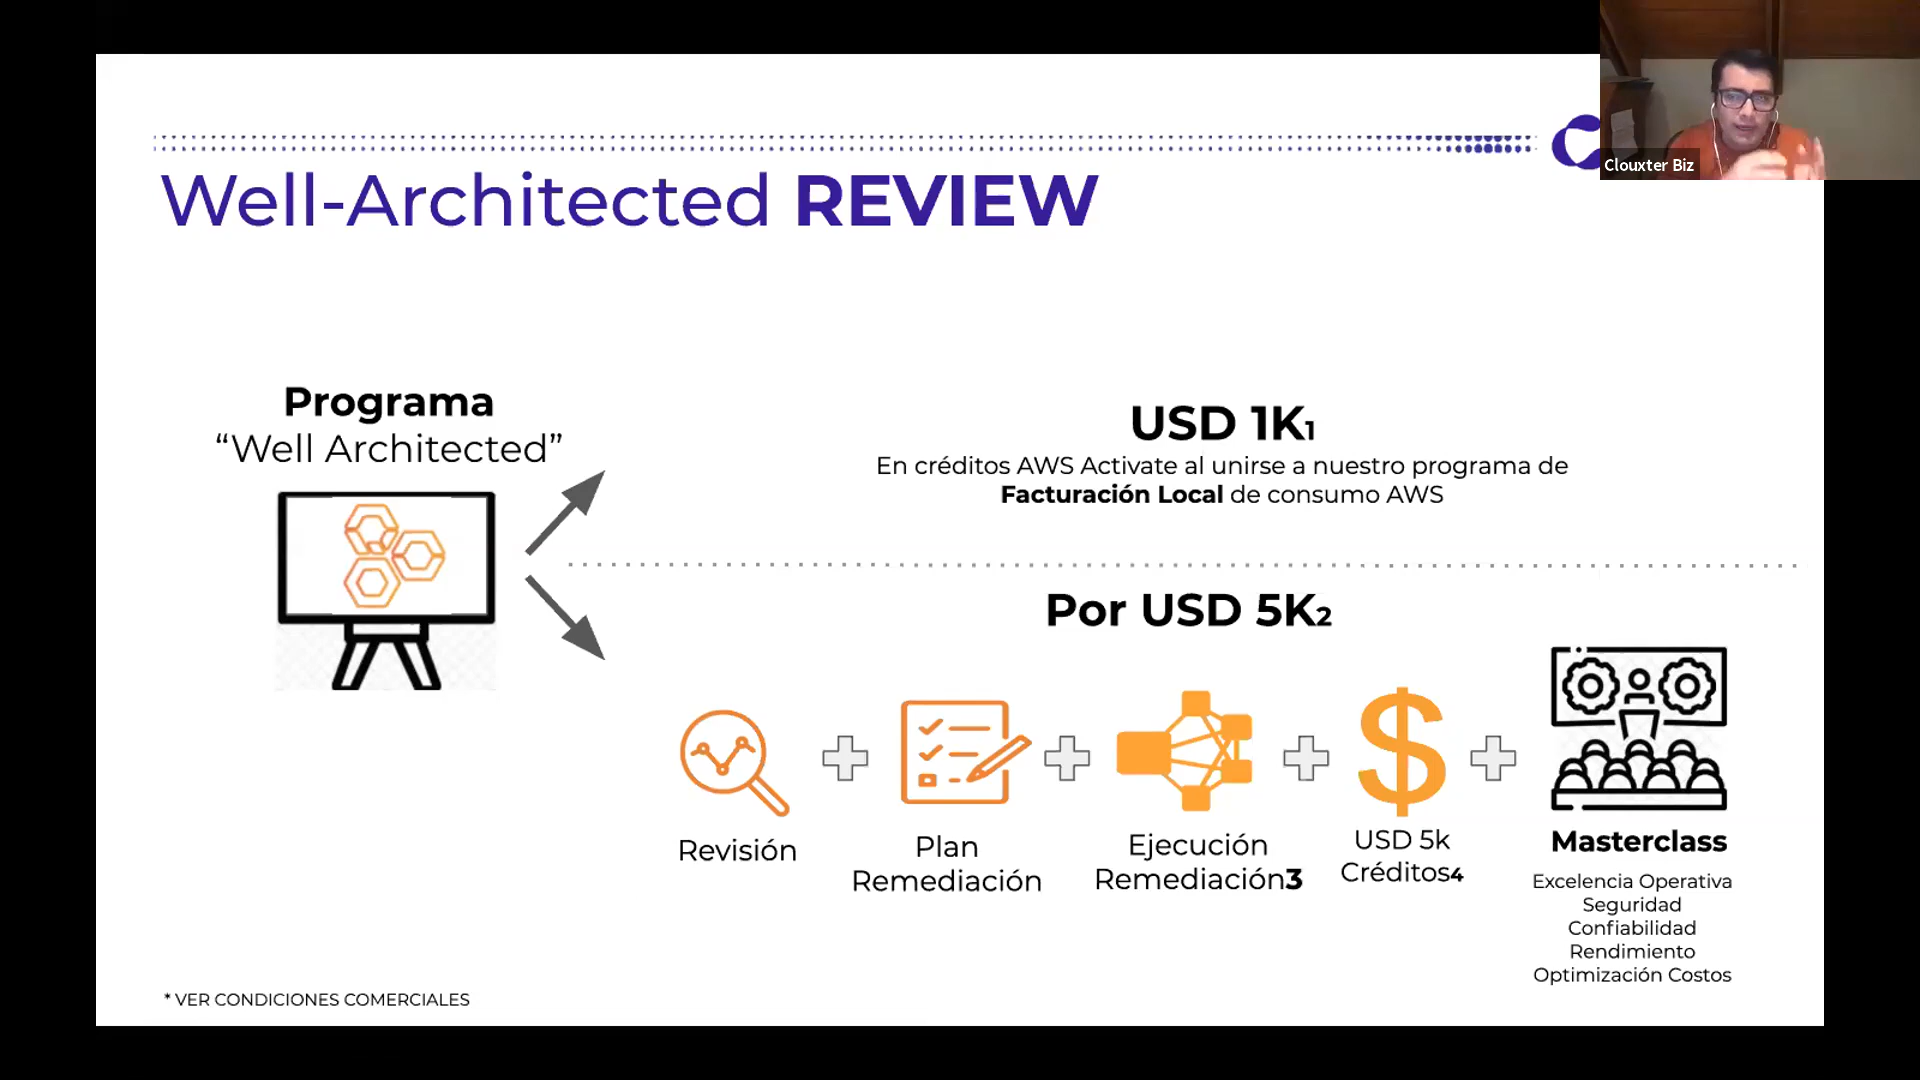 Clouxter Biz
Well-Architected REVIEW
Programa
“Well Architected”
USD 1K1
En créditos AWS Activate al unirse a nuestro programa de
Facturación Local de consumo AWS
Por USD 5K2
Revisión
Plan
Remediación
Ejecución
Remediación3
$
USD 5k
Créditos4
Masterclass
Excelencia Operativa
Seguridad
Confiabilidad
Rendimiento
Optimización Costos
* VER CONDICIONES COMERCIALES